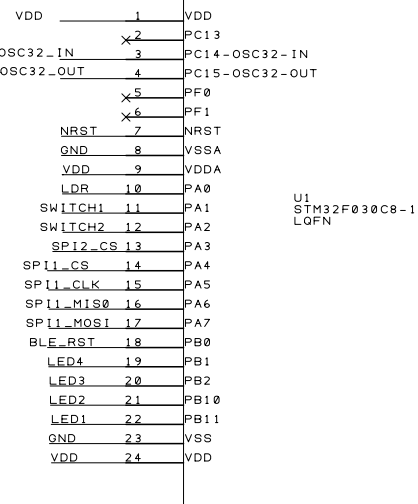 VDD 1 VDD
2 PC13
OSC32_IN 3 PC14-OSC32-IN
OSC32_OUT 4 PC15-OSC32-OUT
5 PF0
6 PF1
NRST 7 NRST
GND 8 VSSA
VDD 9 VDDA
LDR 10 PA0
SWITCH1 11 PA1
SWITCH2 12 PA2
SPI2_CS 13 PA3
SPI1_CS 14 PA4
SPI1_CLK 15 PA5
SPI1_MISO 16 PA6
SPI1_MOSI 17 PA7
BLE_RST 18 PB0
LED4 19 PB1
LED3 20 PB2
LED2 21 PB10
LED1 22 PB11
GND 23 VSS
VDD 24 VDD
U1
STM32F030C8-1
LQFN